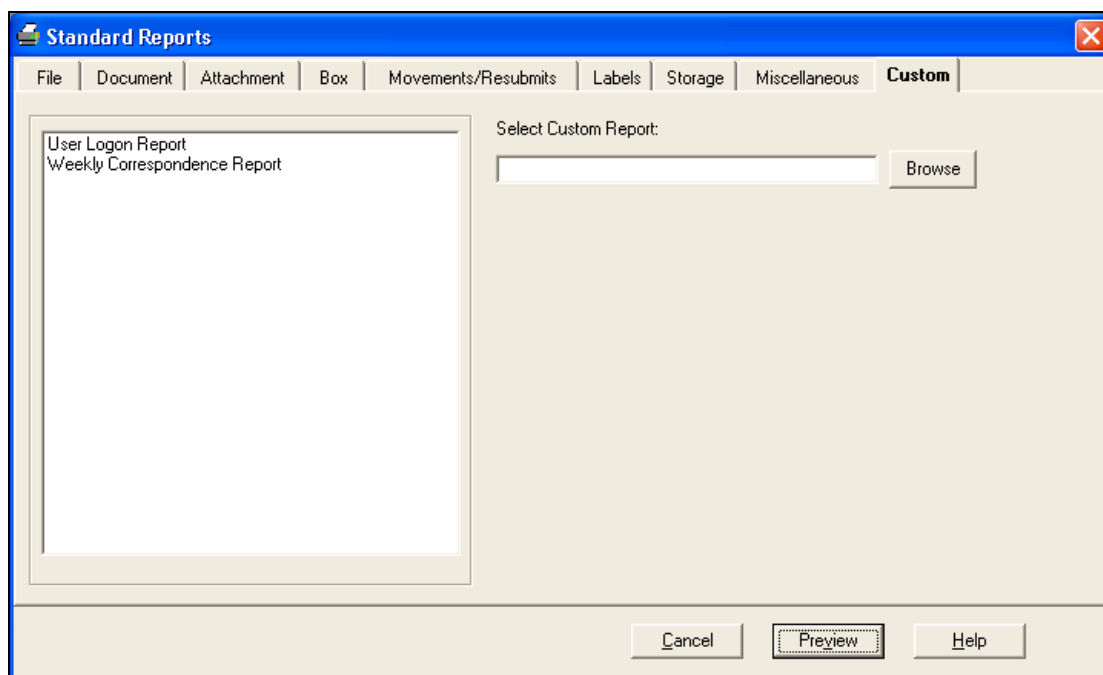 Standard Reports
File Document Attachment Box Movements/Resubmits Labels Storage Miscellaneous Custom
User Logon Report
Weekly Correspondence Report
Select Custom Report:
Browse
Cancel Preview Help